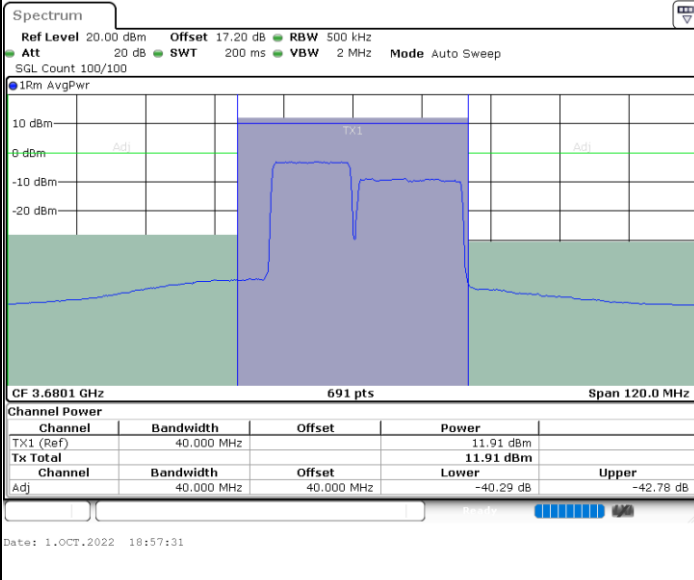 Spectrum
Ref Level 20.00 dBm Offset 17.20 dB RBW 500 kHz
Att 20 dB SWT 200 ms VBW 2 MHz Mode Auto Sweep
SGL Count 100/100
1Rm AvgPwr
10 dBm
TX1
Adj Adj
0 dBm
-10 dBm
-20 dBm
CF 3.6801 GHz 691 pts Span 120.0 MHz
Channel Power
Channel Bandwidth Offset Power
TX1 (Ref) 40.000 MHz 11.91 dBm
Tx Total 11.91 dBm
Channel Bandwidth Offset Lower Upper
Adj 40.000 MHz 40.000 MHz -40.29 dB -42.78 dB
Ready
Date: 1.OCT.2022 18:57:31